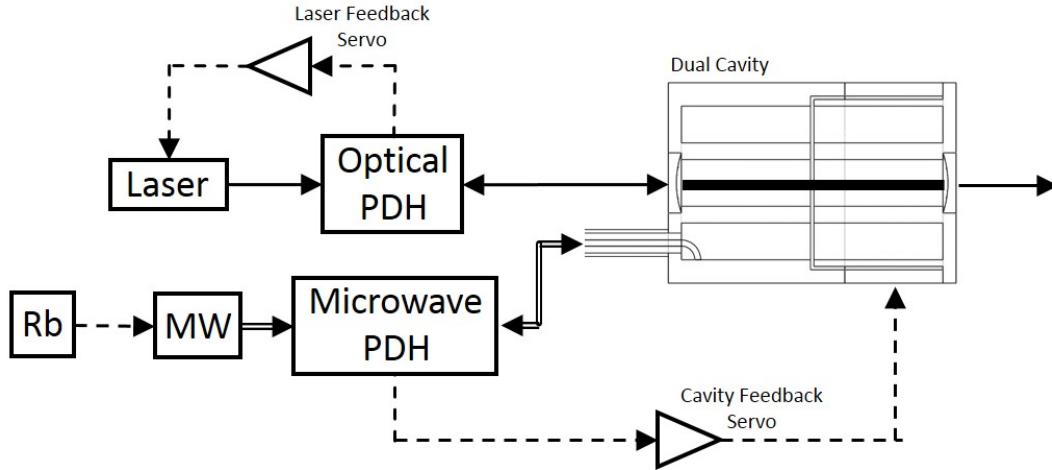 Laser Feedback
Servo
Dual Cavity
Laser
Optical
PDH
Rb
MW
Microwave
PDH
Cavity Feedback
Servo